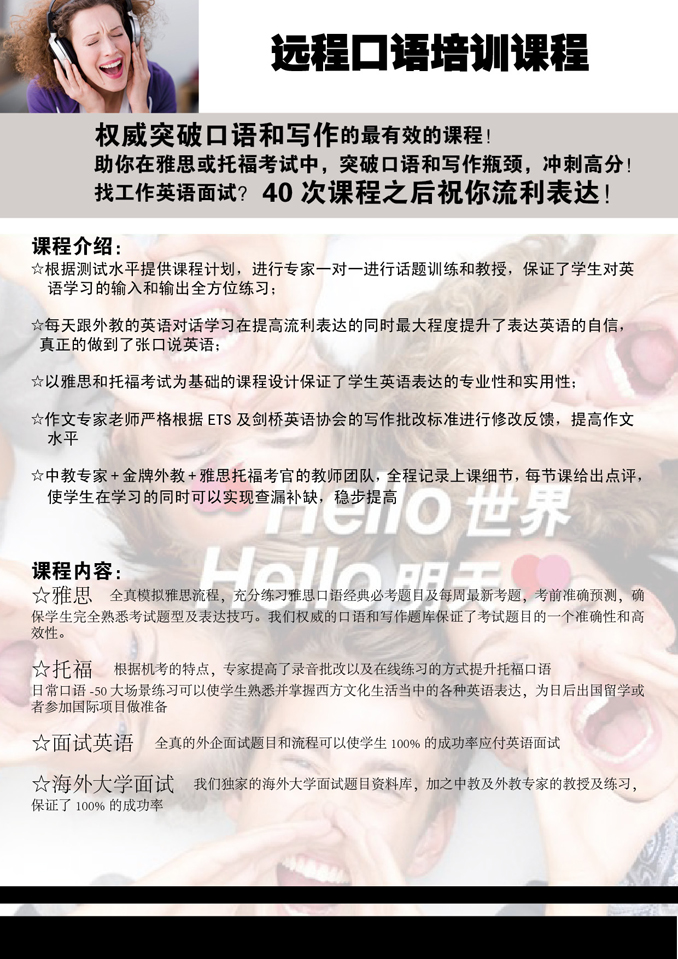 远程口语培训课程
权威突破口语和写作的最有效的课程！
助你在雅思或托福考试中，突破口语和写作瓶颈，冲刺高分！
找工作英语面试？40 次课程之后祝你流利表达！
课程介绍：
☆根据测试水平提供课程计划，进行专家一对一进行话题训练和教授，保证了学生对英
语学习的输入和输出全方位练习；
☆每天跟外教的英语对话学习在提高流利表达的同时最大程度提升了表达英语的自信，
真正的做到了张口说英语；
☆以雅思和托福考试为基础的课程设计保证了学生英语表达的专业性和实用性；
☆作文专家老师严格根据 ETS 及剑桥英语协会的写作批改标准进行修改反馈，提高作文
水平
☆中教专家+金牌外教+雅思托福考官的教师团队，全程记录上课细节，每节课给出点评，
使学生在学习的同时可以实现查漏补缺，稳步提高
Hello 世界
Hello 明天
课程内容：
☆雅思 全真模拟雅思流程，充分练习雅思口语经典必考题目及每周最新考题，考前准确预测，确
保学生完全熟悉考试题型及表达技巧。我们权威的口语和写作题库保证了考试题目的一个准确性和高
效性。
☆托福 根据机考的特点，专家提高了录音批改以及在线练习的方式提升托福口语
日常口语 -50 大场景练习可以使学生熟悉并掌握西方文化生活当中的各种英语表达，为日后出国留学或
者参加国际项目做准备
☆面试英语 全真的外企面试题目和流程可以使学生 100% 的成功率应付英语面试
☆海外大学面试 我们独家的海外大学面试题目资料库，加之中教及外教专家的教授及练习，
保证了 100% 的成功率